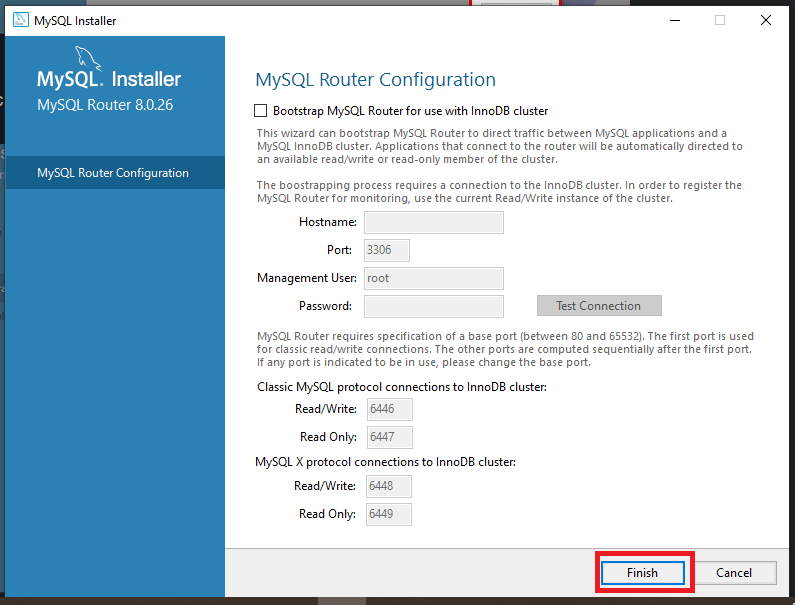 MySQL Installer
MySQL. Installer
MySQL Router 8.0.26
MySQL Router Configuration
MySQL Router Configuration
Bootstrap MySQL Router for use with InnoDB cluster
This wizard can bootstrap MySQL Router to direct traffic between MySQL applications and a
MySQL InnoDB cluster. Applications that connect to the router will be automatically directed to
an available read/write or read-only member of the cluster.
The boostrapping process requires a connection to the InnoDB cluster. In order to register the
MySQL Router for monitoring, use the current Read/Write instance of the cluster.
Hostname:
Port: 3306
Management User: root
Password: Test Connection
MySQL Router requires specification of a base port (between 80 and 65532). The first port is used
for classic read/write connections. The other ports are computed sequentially after the first port.
If any port is indicated to be in use, please change the base port.
Classic MySQL protocol connections to InnoDB cluster:
Read/Write: 6446
Read Only: 6447
MySQL X protocol connections to InnoDB cluster:
Read/Write: 6448
Read Only: 6449
Finish Cancel